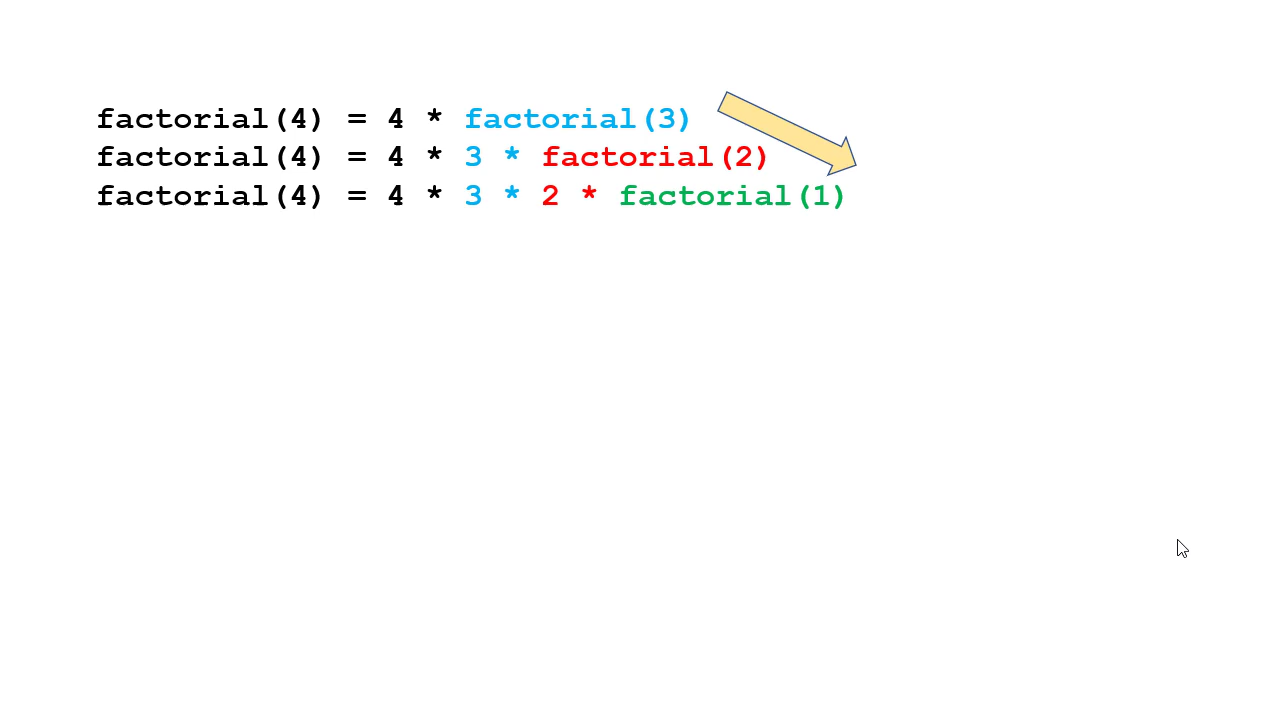 factorial(4) = 4 * factorial(3)
factorial(4) = 4 * 3 * factorial(2)
factorial(4) = 4 * 3 * 2 * factorial(1)